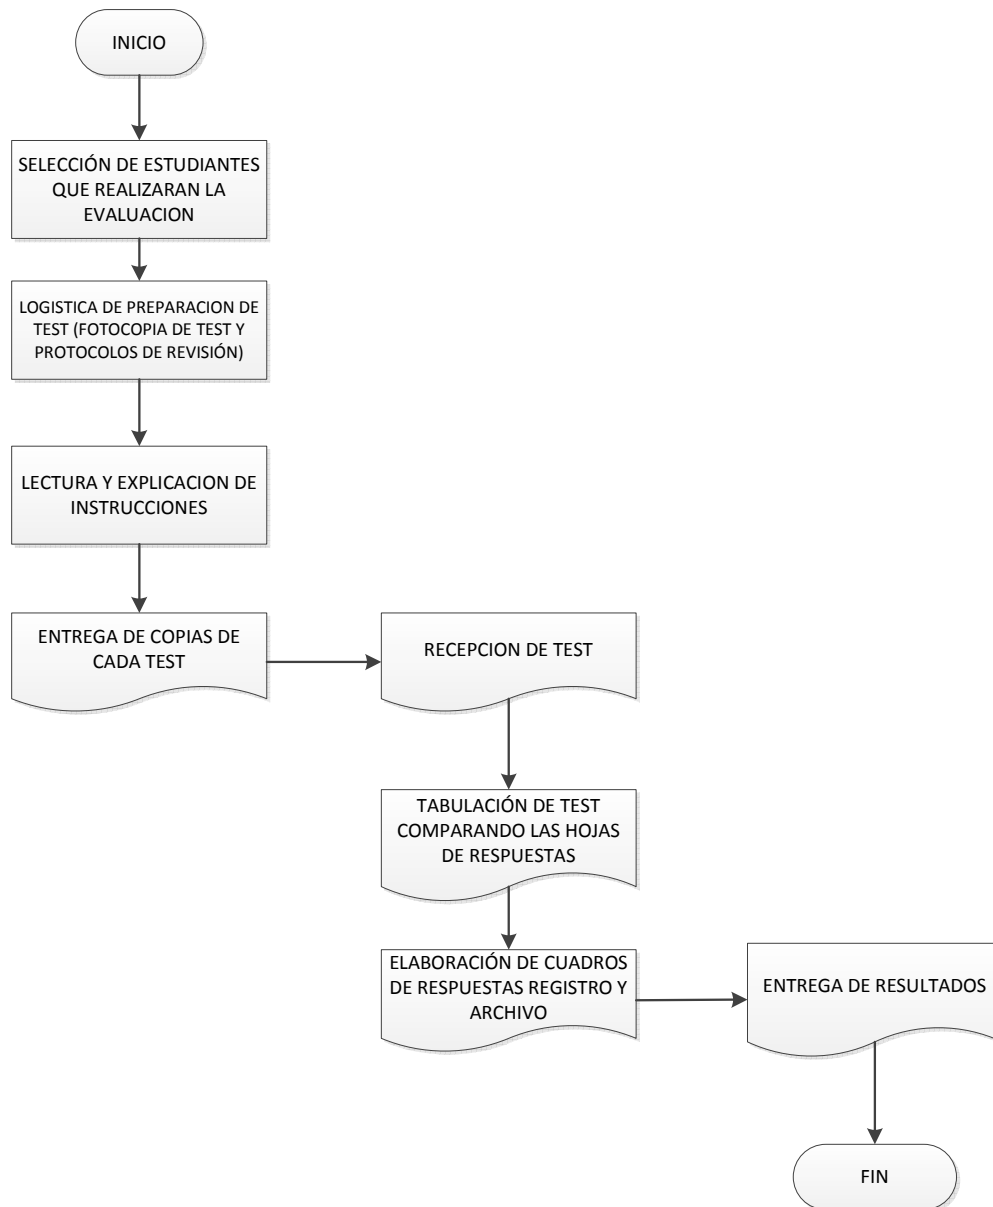 INICIO
SELECCIÓN DE ESTUDIANTES
QUE REALIZARAN LA
EVALUACION
LOGISTICA DE PREPARACION DE
TEST (FOTOCOPIA DE TEST Y
PROTOCOLOS DE REVISIÓN)
LECTURA Y EXPLICACION DE
INSTRUCCIONES
ENTREGA DE COPIAS DE
CADA TEST
RECEPCION DE TEST
TABULACIÓN DE TEST
COMPARANDO LAS HOJAS
DE RESPUESTAS
ELABORACIÓN DE CUADROS
DE RESPUESTAS REGISTRO Y
ARCHIVO
ENTREGA DE RESULTADOS
FIN